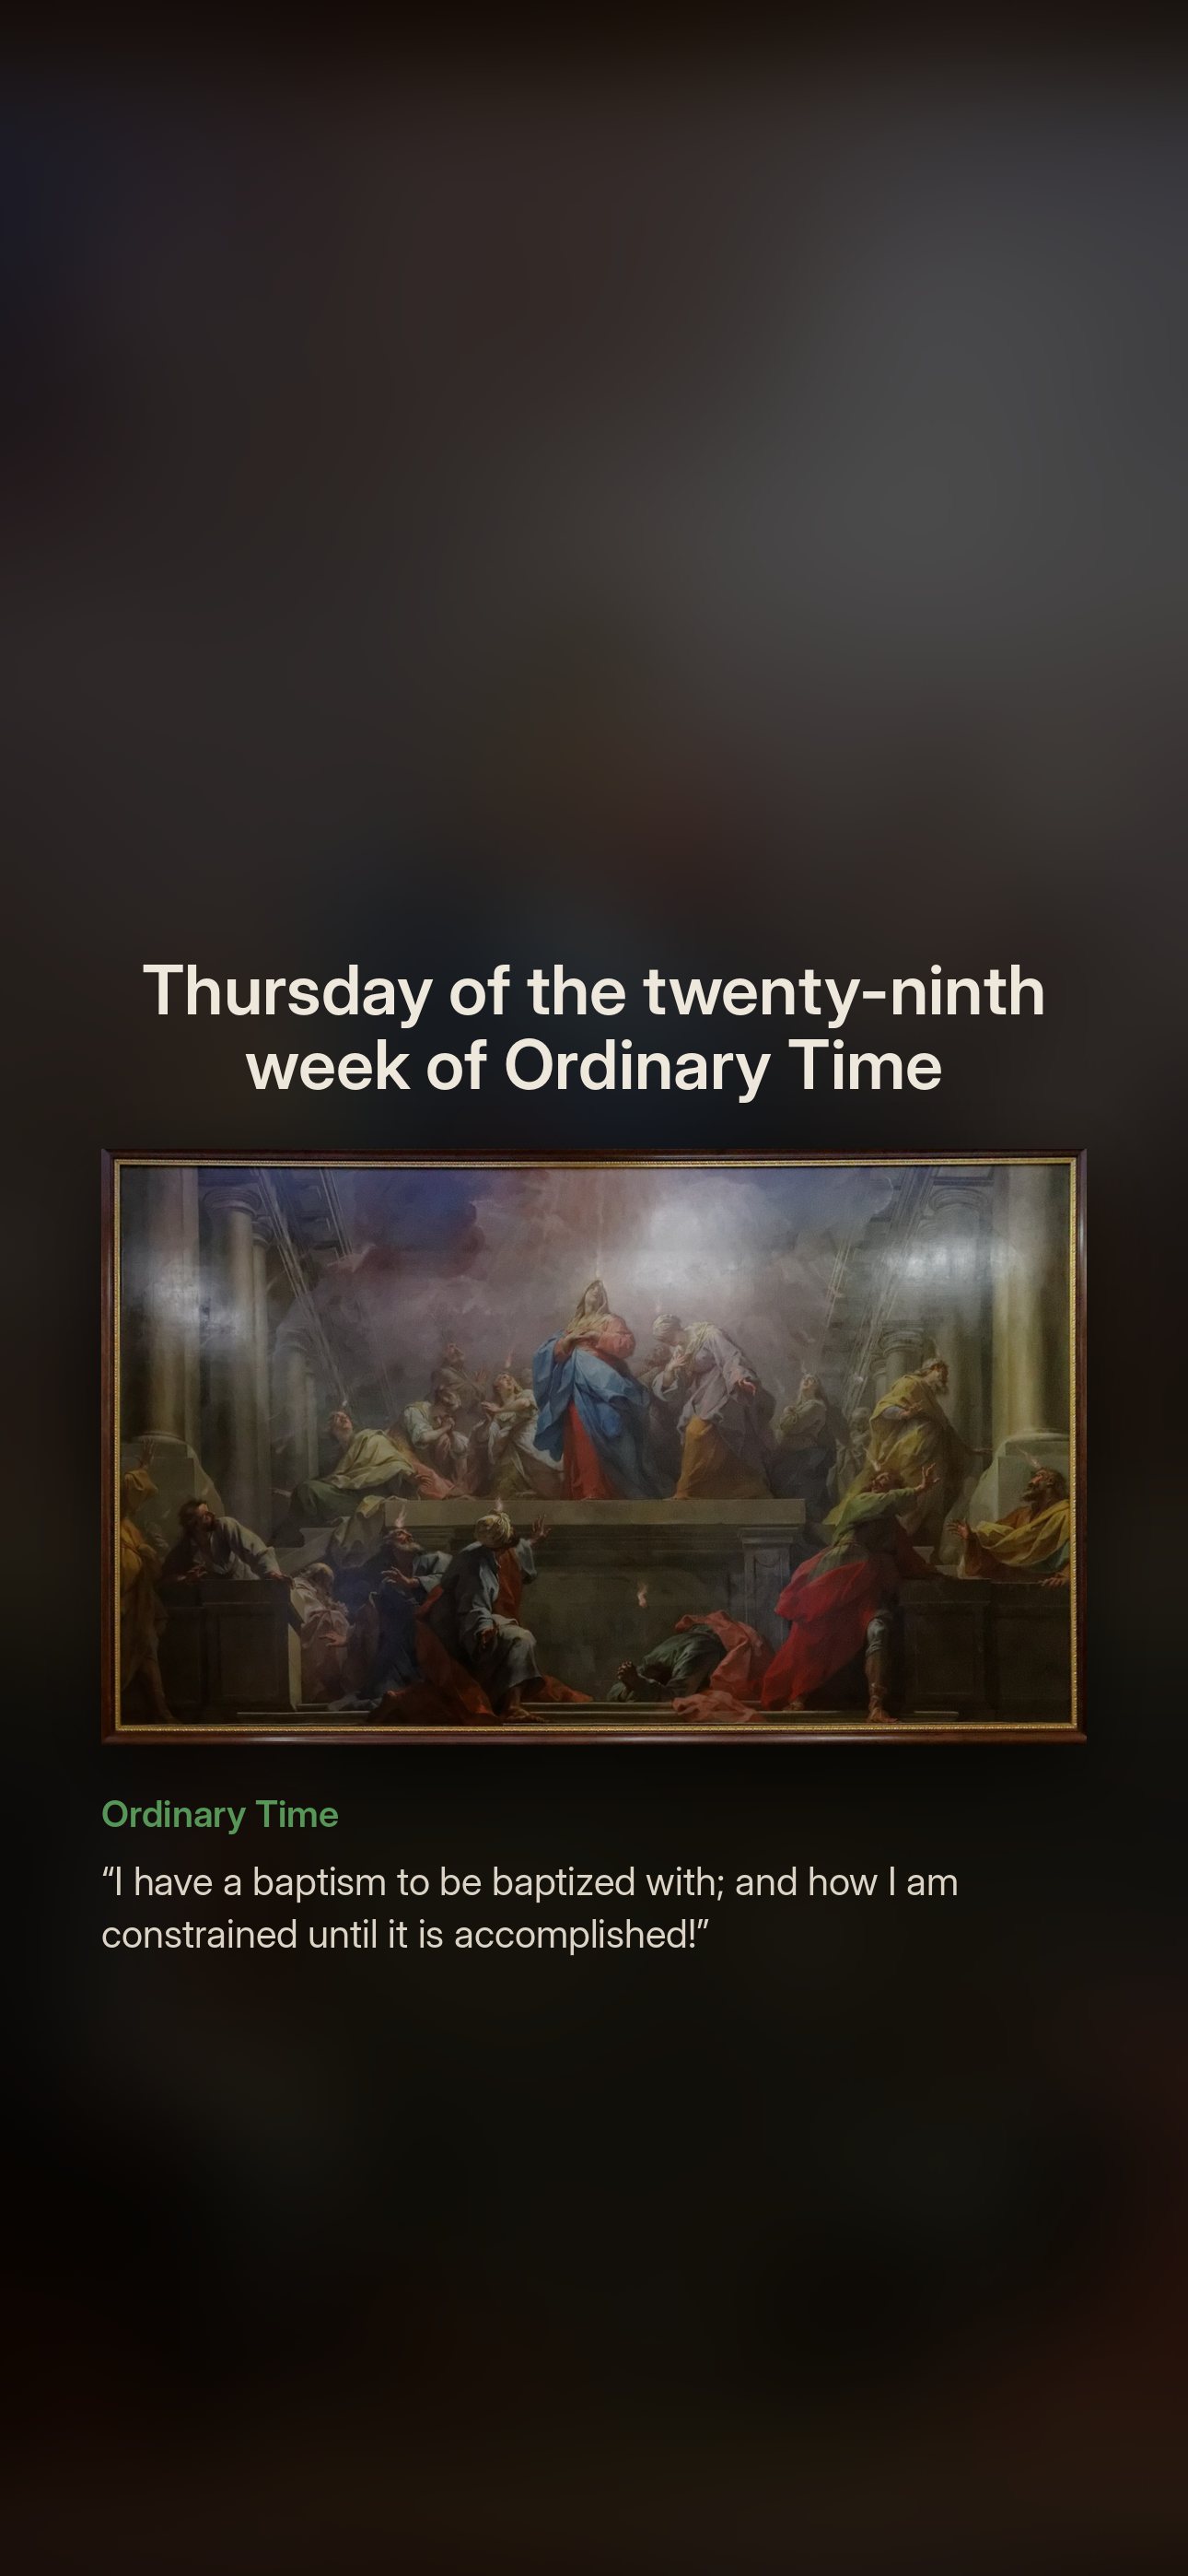 Thursday of the twenty-ninth
week of Ordinary Time
Ordinary Time
“I have a baptism to be baptized with; and how I am
constrained until it is accomplished!”